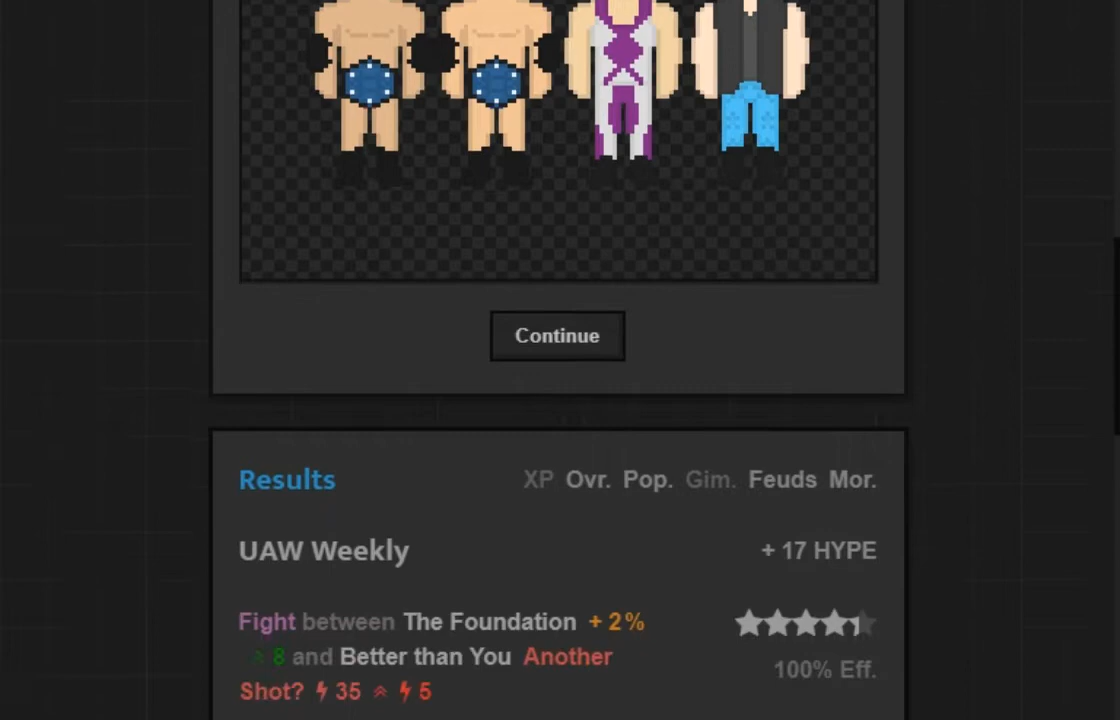 Continue
Results XP Ovr. Pop. Gim. Feuds Mor.
UAW Weekly + 17 HYPE
Fight between The Foundation + 2%
8 and Better than You Another
100% Eff.
Shot? 35 5